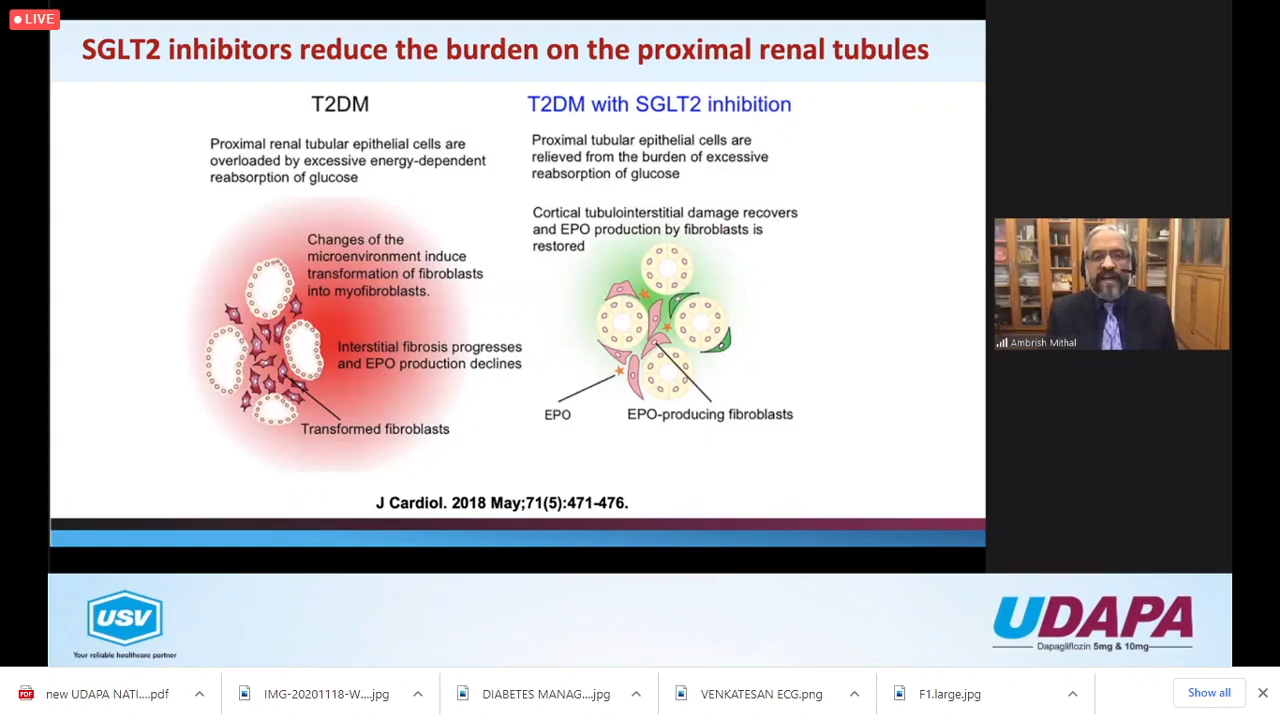 LIVE
SGLT2 inhibitors reduce the burden on the proximal renal tubules
T2DM
Proximal renal tubular epithelial cells are
overloaded by excessive energy-dependent
reabsorption of glucose
Changes of the
microenvironment induce
transformation of fibroblasts
into myofibroblasts.
Interstitial fibrosis progresses
and EPO production declines
Transformed fibroblasts
T2DM with SGLT2 inhibition
Proximal tubular epithelial cells are
relieved from the burden of excessive
reabsorption of glucose
Cortical tubulointerstitial damage recovers
and EPO production by fibroblasts is
restored
EPO
EPO-producing fibroblasts
J Cardiol. 2018 May;71(5):471-476.
Ambrish Mithal
USV
Your reliable healthcare partner
UDAPA
Dapagliflozin 5mg & 10mg
PDF
new UDAPA NATI....pdf
IMG-20201118-W....jpg
DIABETES MANAG...jpg
VENKATESAN ECG.png
F1.large.jpg
Show all